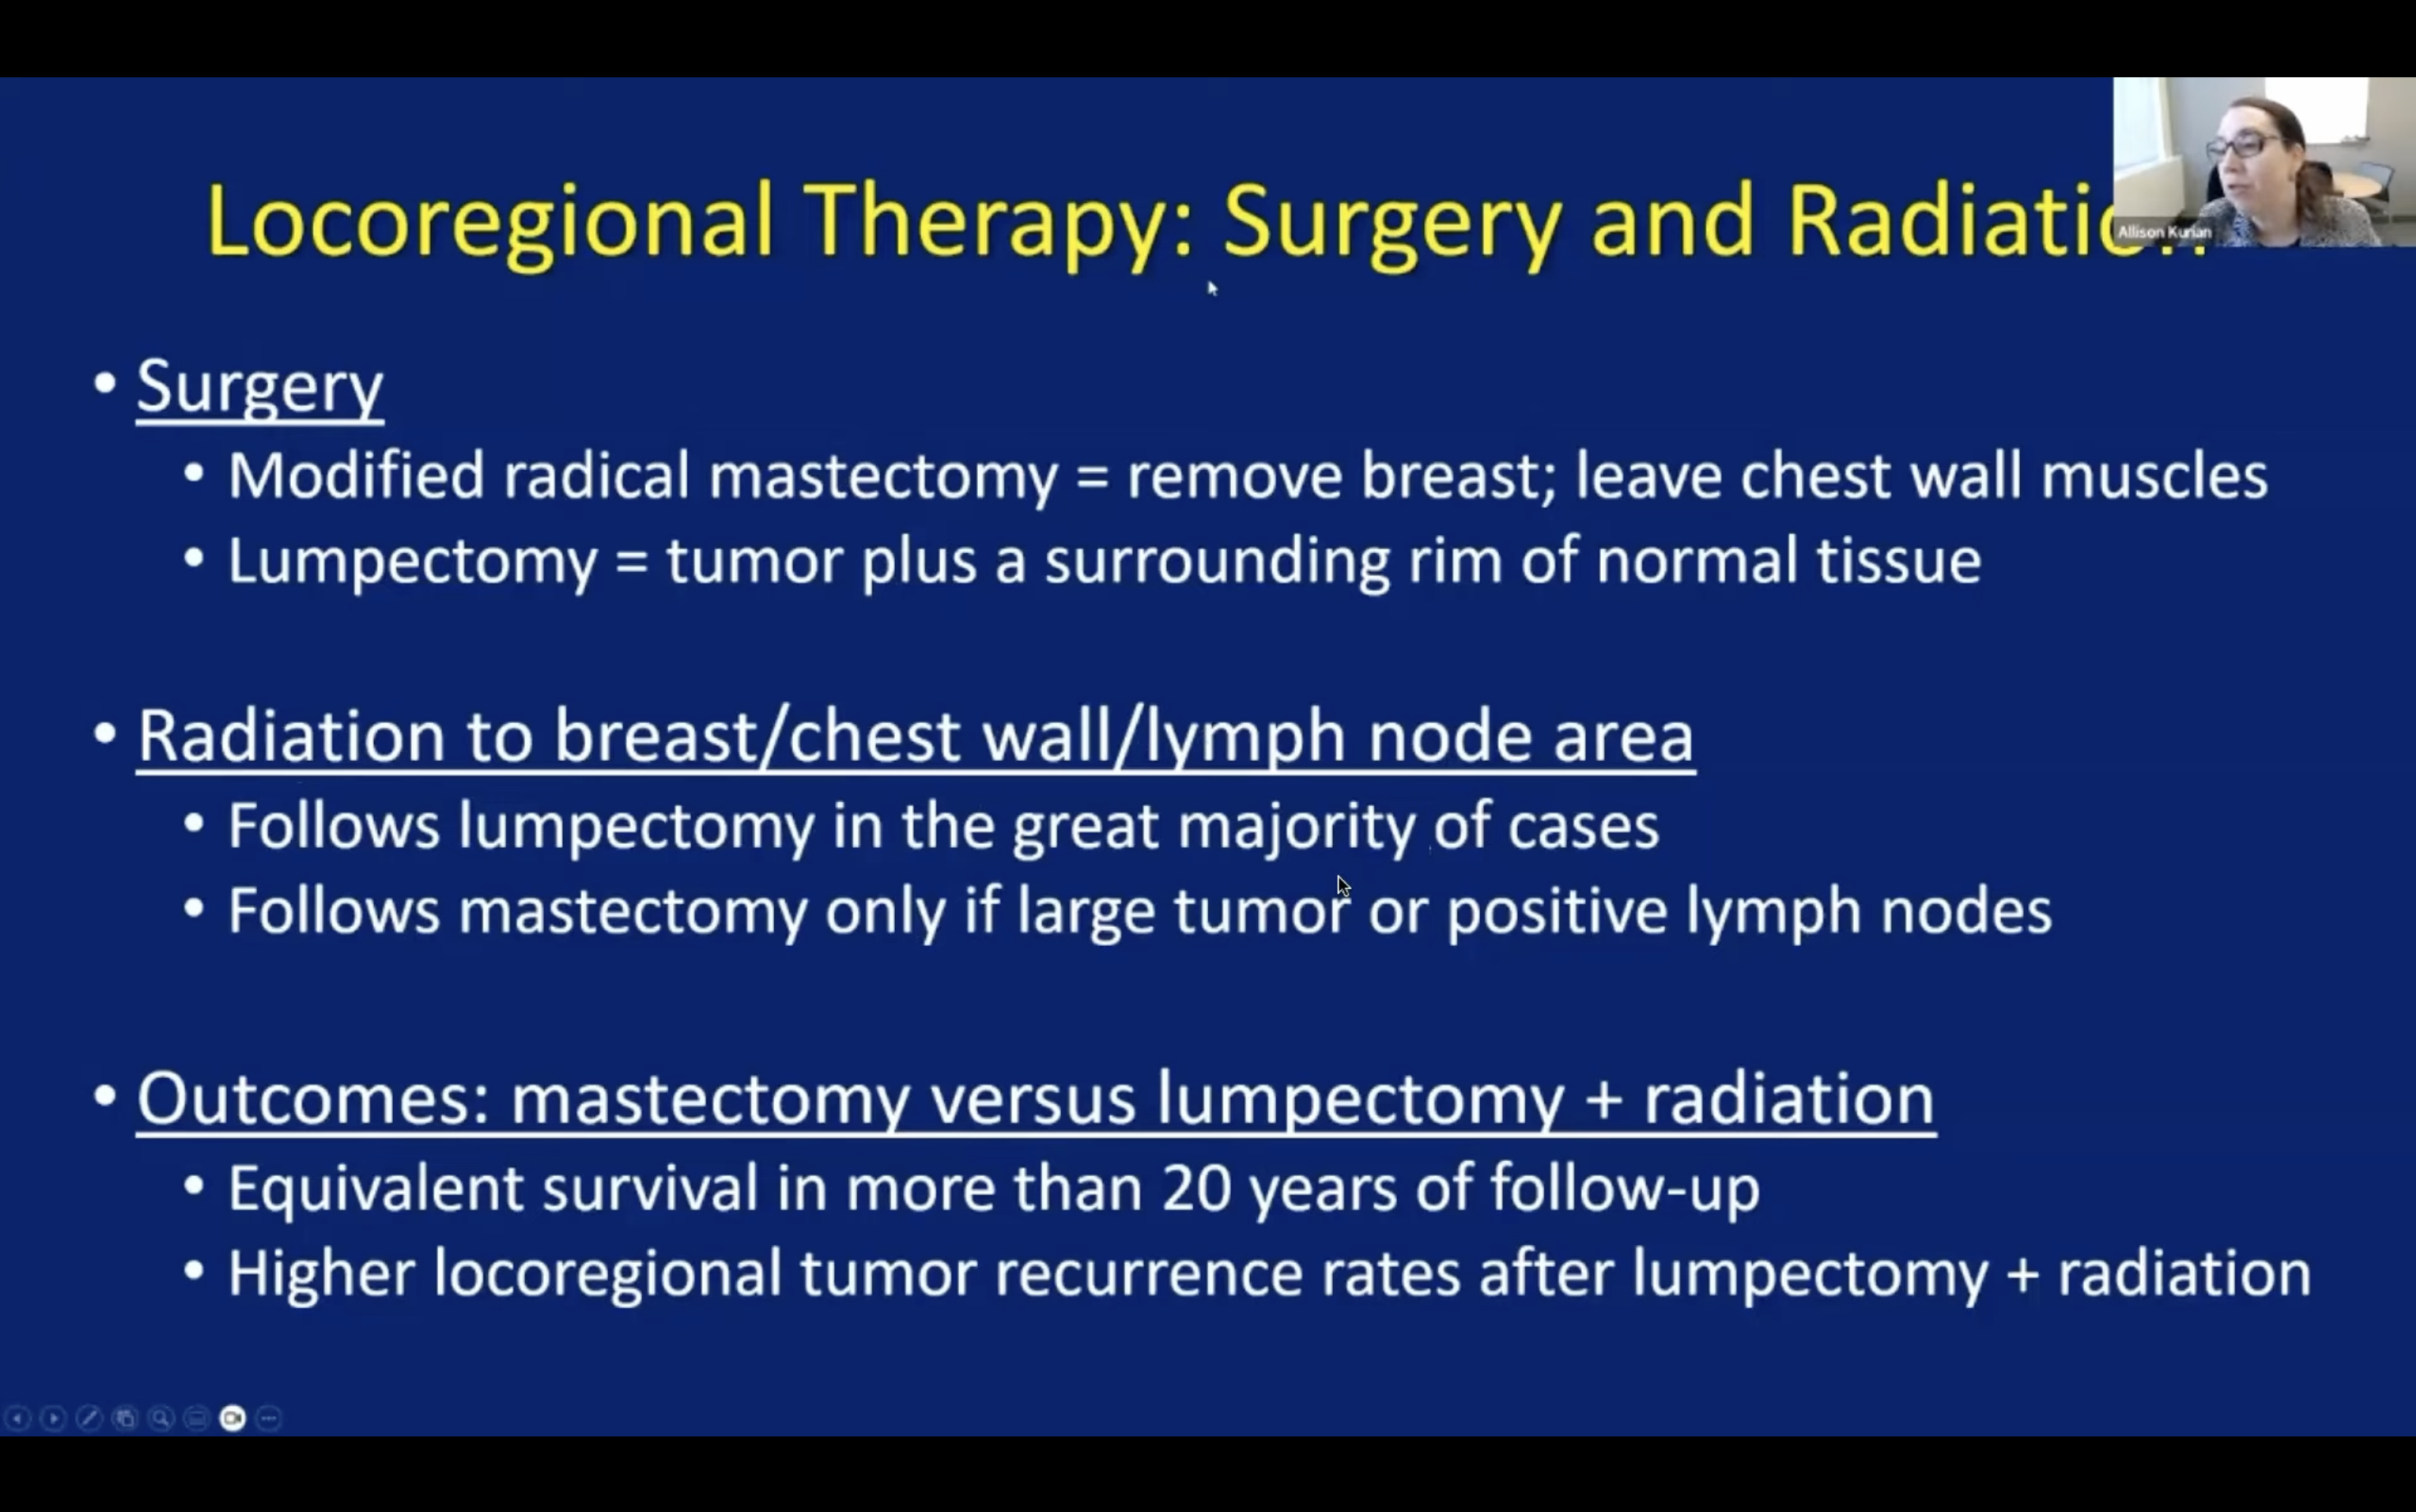 Locoregional Therapy: Surgery and Radiation
Allison Kurian
• Surgery
• Modified radical mastectomy = remove breast; leave chest wall muscles
• Lumpectomy = tumor plus a surrounding rim of normal tissue
• Radiation to breast/chest wall/lymph node area
• Follows lumpectomy in the great majority of cases
• Follows mastectomy only if large tumor or positive lymph nodes
• Outcomes: mastectomy versus lumpectomy + radiation
• Equivalent survival in more than 20 years of follow-up
• Higher locoregional tumor recurrence rates after lumpectomy + radiation